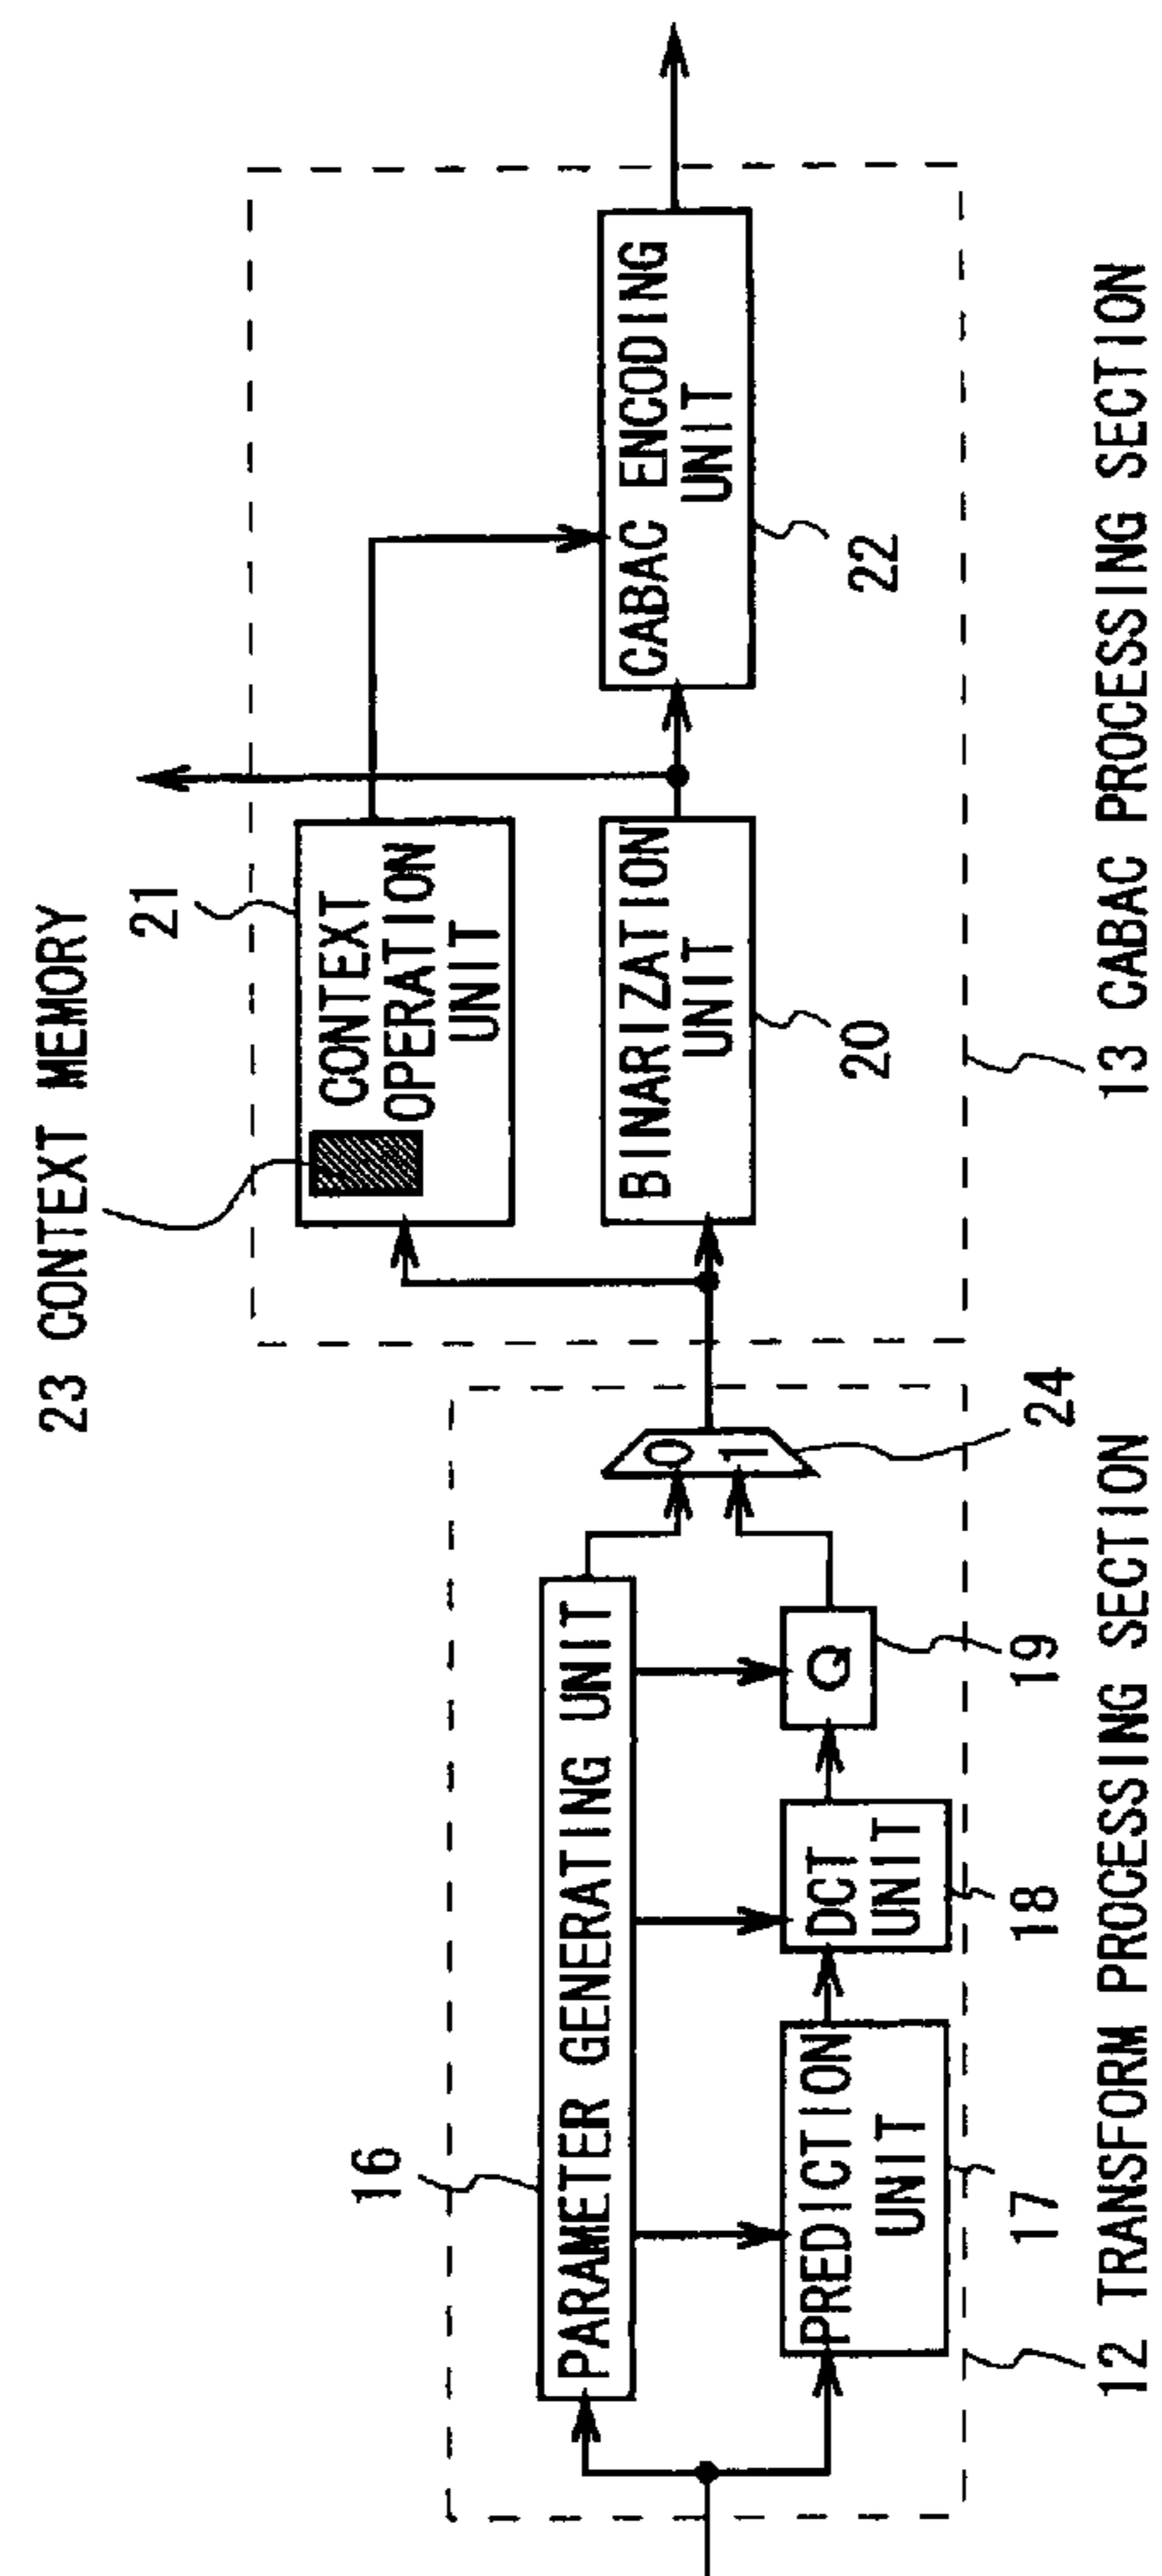 23 CONTEXT MEMORY
21
CONTEXT
OPERATION
UNIT
16
PARAMETER GENERATING UNIT
0
1
BINARIZATION
UNIT
CABAC ENCODING
UNIT
PREDICTION
UNIT
DCT
UNIT
Q
17
18
19
24
20
22
12 TRANSFORM PROCESSING SECTION
13 CABAC PROCESSING SECTION